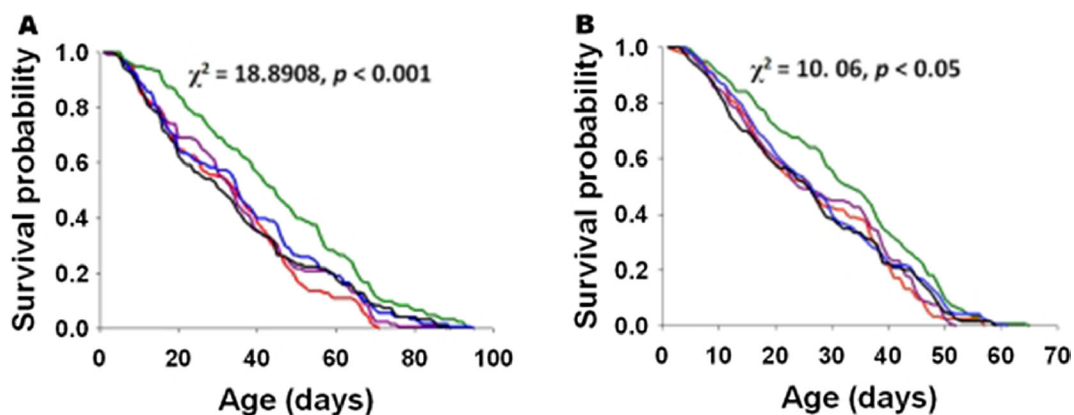 A
χ² = 18.8908, p < 0.001
Survival probability
1.0
0.8
0.6
0.4
0.2
0.0
0 20 40 60 80 100
Age (days)
B
χ² = 10. 06, p < 0.05
Survival probability
1.0
0.8
0.6
0.4
0.2
0.0
0 10 20 30 40 50 60 70
Age (days)